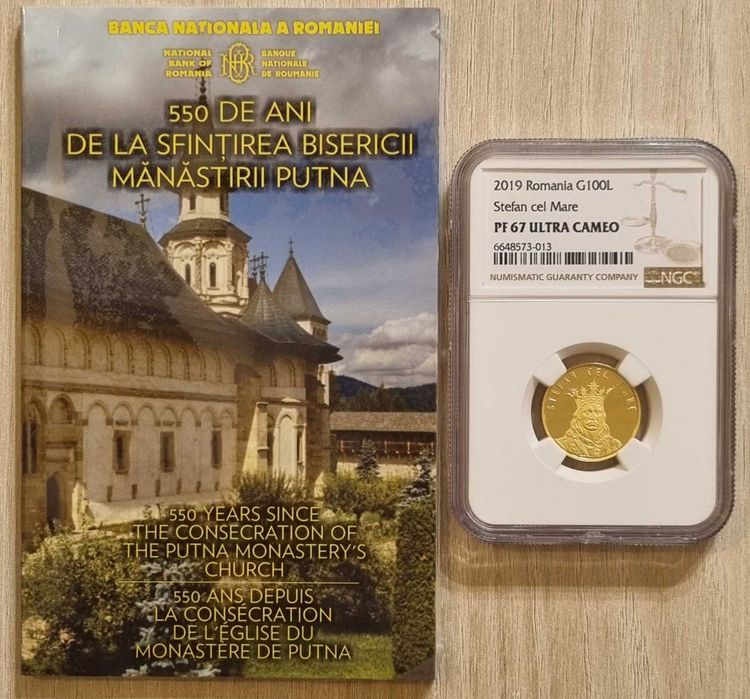 BANCA NATIONALA A ROMANIEI
NATIONAL
BANK OF
ROMANIA
BANQUE
NATIONALE
DE ROUMANIE
550 DE ANI
DE LA SFINȚIREA BISERICII
MĂNĂSTIRII PUTNA
550 YEARS SINCE
THE CONSECRATION OF
THE PUTNA MONASTERY'S
CHURCH
550 ANS DEPUIS
LA CONSÉCRATION
DE L'ÉGLISE DU
MONASTÈRE DE PUTNA
2019 Romania G100L
Stefan cel Mare
PF 67 ULTRA CAMEO
6648573-013
NUMISMATIC GUARANTY COMPANY
NGC
STEFAN CEL MARE